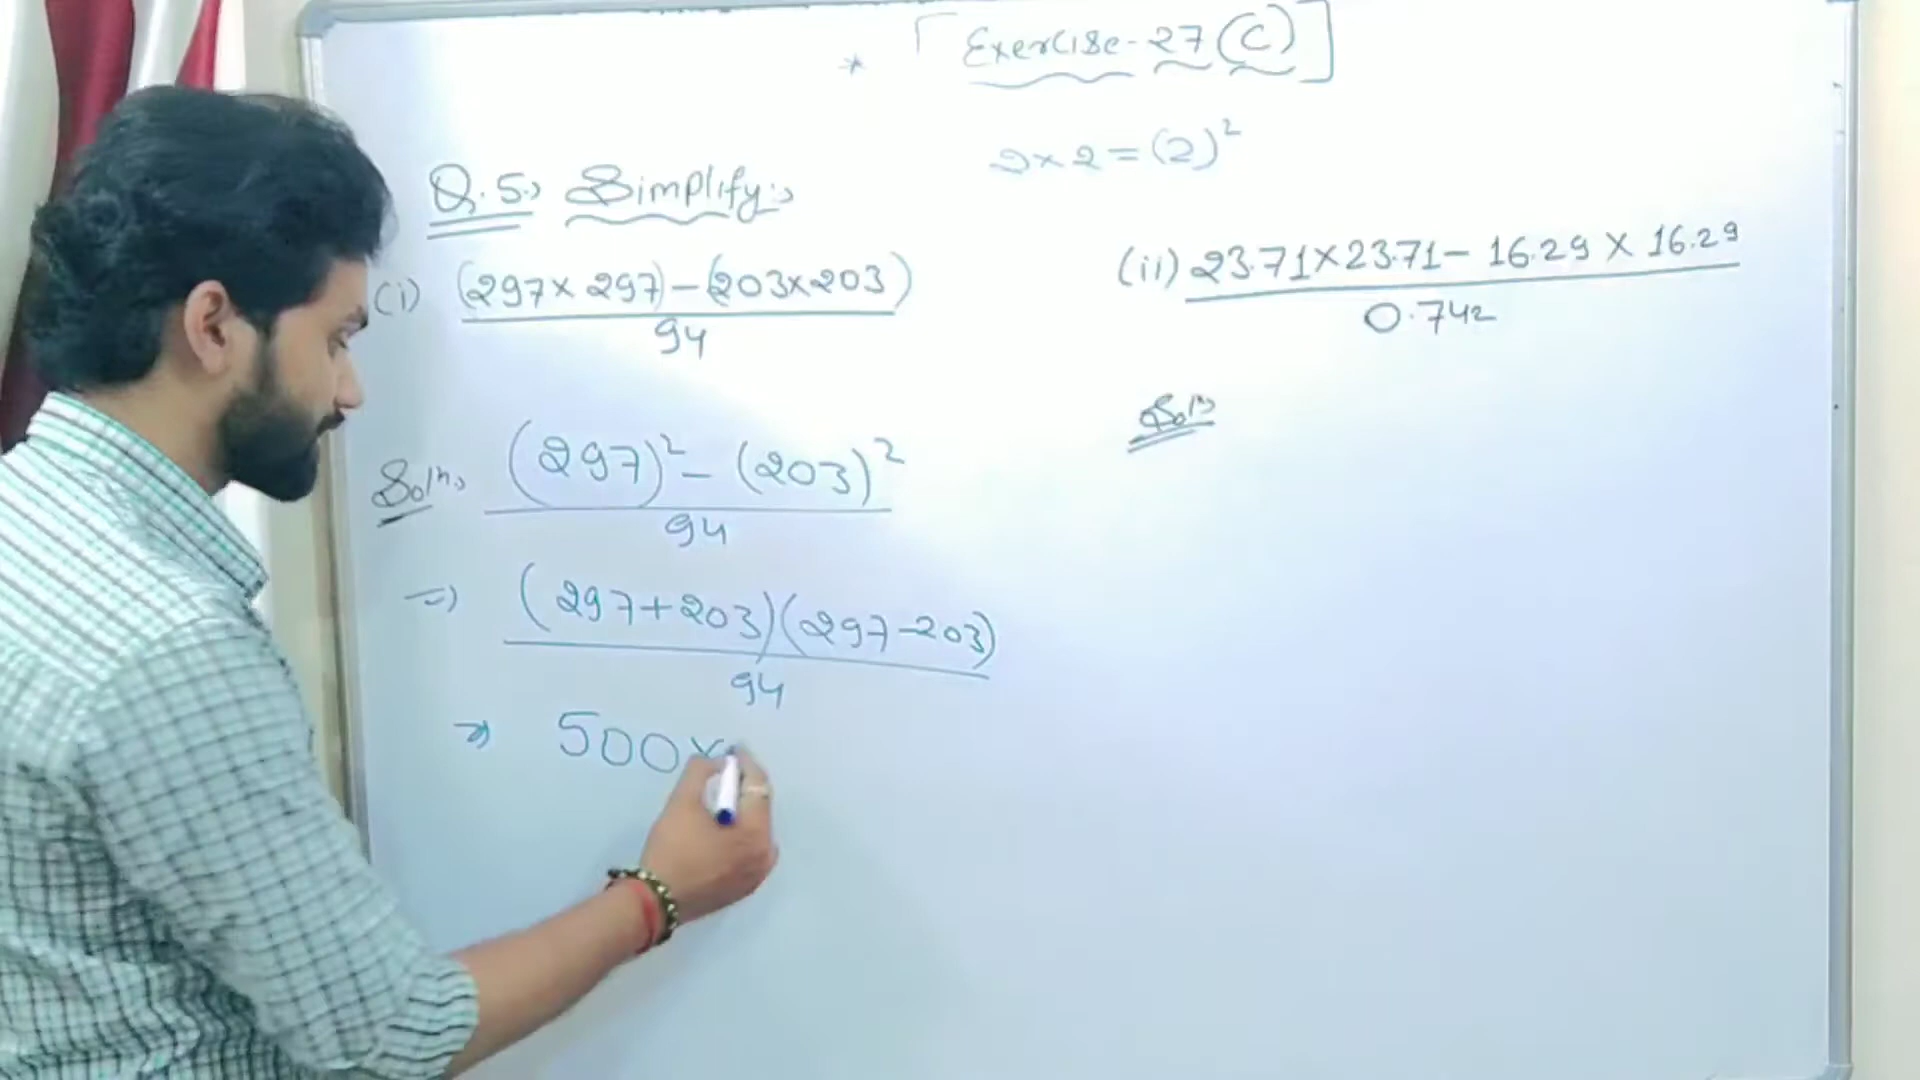 * [Exercise-27(C)]
2×2=(2)²
Q.5.) Simplify:>
(i) (297×297)-(203×203)
94
(ii) 23.71×23.71-16.29×16.29
0.742
Solⁿ.> (297)²-(203)²
94
=> (297+203)(297-203)
94
=> 500×
Solⁿ